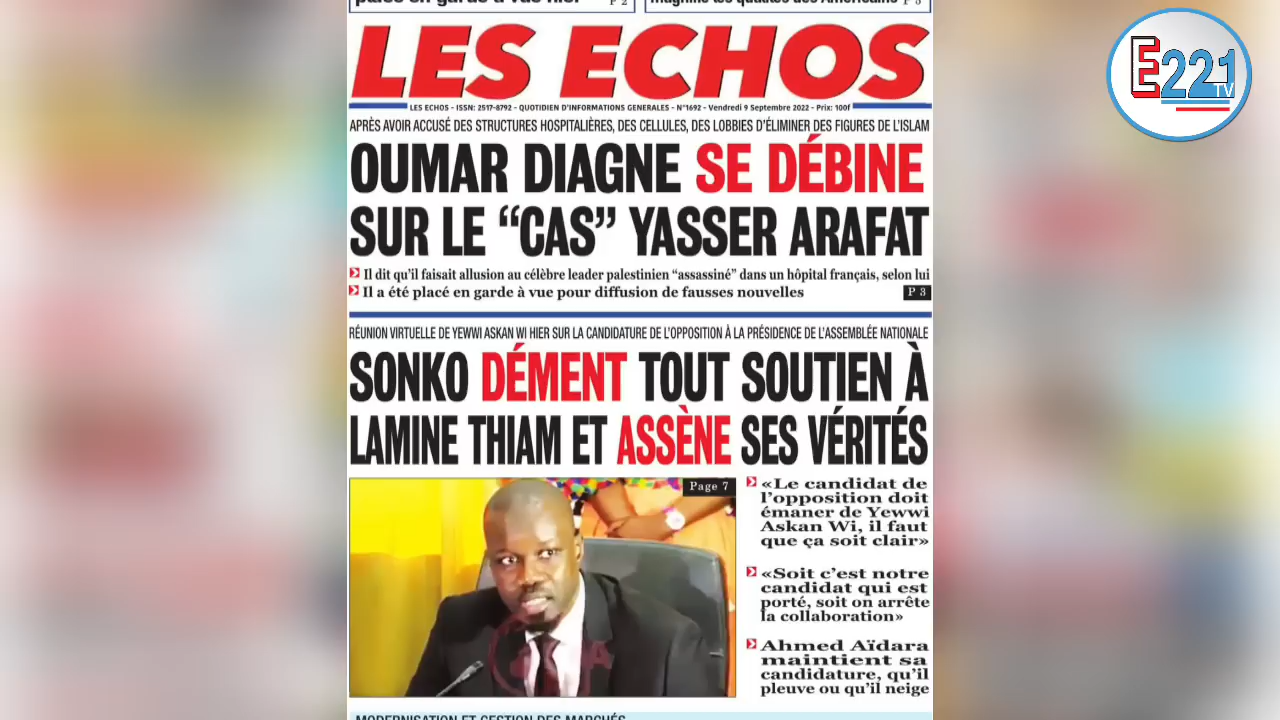 P 2
LES ECHOS
LES ECHOS - ISSN: 2517-8792 - QUOTIDIEN D'INFORMATIONS GENERALES - N°1692 - Vendredi 9 Septembre 2022 - Prix: 100f
APRÈS AVOIR ACCUSÉ DES STRUCTURES HOSPITALIÈRES, DES CELLULES, DES LOBBIES D'ÉLIMINER DES FIGURES DE L'ISLAM
OUMAR DIAGNE SE DÉBINE
SUR LE “CAS” YASSER ARAFAT
Il dit qu'il faisait allusion au célèbre leader palestinien “assassiné” dans un hôpital français, selon lui
Il a été placé en garde à vue pour diffusion de fausses nouvelles
P 3
RÉUNION VIRTUELLE DE YEWWI ASKAN WI HIER SUR LA CANDIDATURE DE L'OPPOSITION À LA PRÉSIDENCE DE L'ASSEMBLÉE NATIONALE
SONKO DÉMENT TOUT SOUTIEN À
LAMINE THIAM ET ASSÈNE SES VÉRITÉS
Page 7
«Le candidat de
l'opposition doit
émaner de Yewwi
Askan Wi, il faut
que ça soit clair»
«Soit c'est notre
candidat qui est
porté, soit on arrête
la collaboration»
Ahmed Aïdara
maintient sa
candidature, qu'il
pleuve ou qu'il neige
MODERNISATION ET GESTION DES MARCHÉS
E221
TV